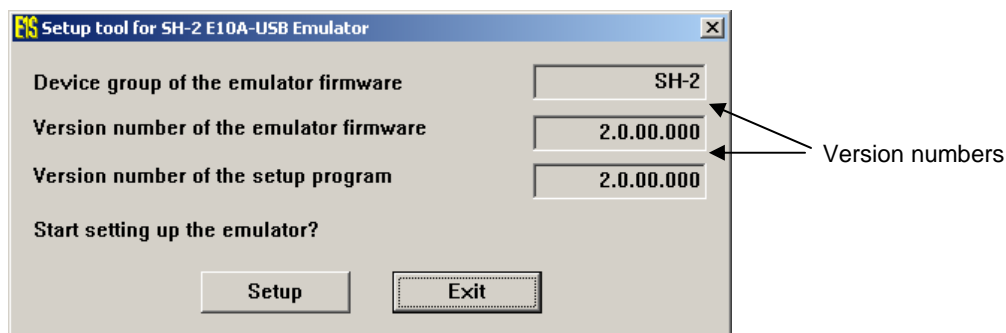 Setup tool for SH-2 E10A-USB Emulator
Device group of the emulator firmware SH-2
Version number of the emulator firmware 2.0.00.000
Version numbers
Version number of the setup program 2.0.00.000
Start setting up the emulator?
Setup Exit